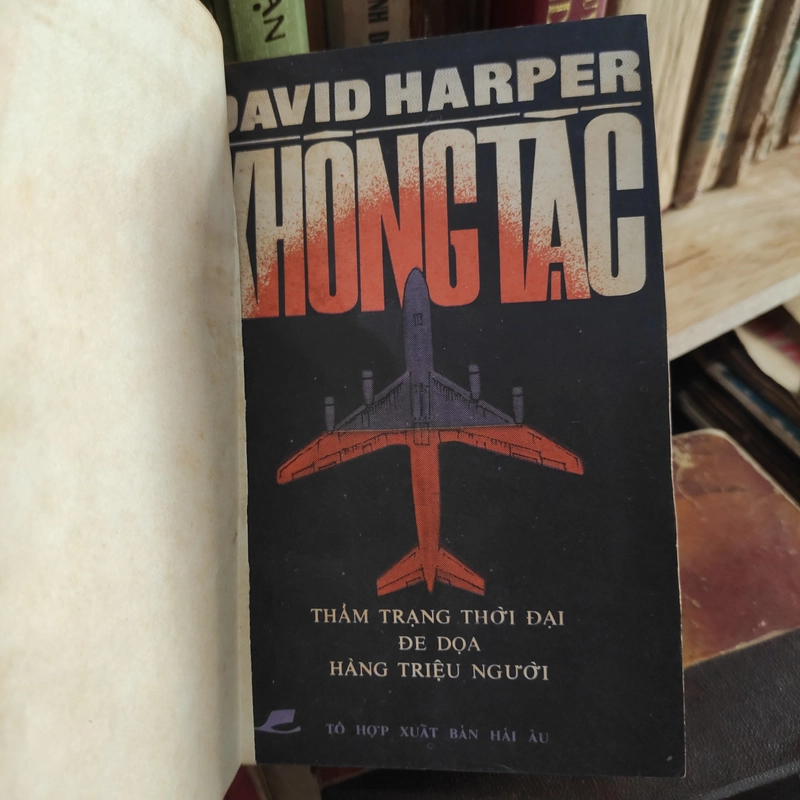 ẠN
DAVID HARPER
KHÔNG TẶC
THẢM TRẠNG THỜI ĐẠI
ĐE DỌA
HÀNG TRIỆU NGƯỜI
TỔ HỢP XUẤT BẢN HẢI ÂU